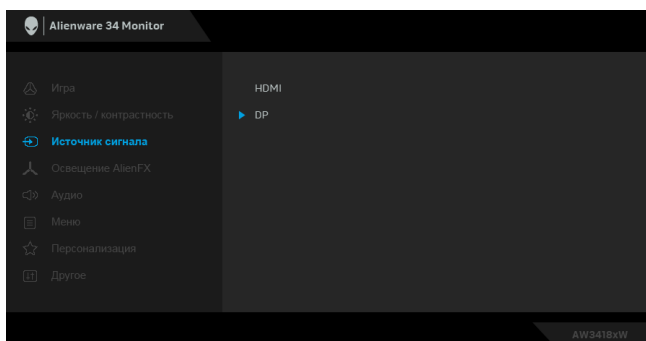 Alienware 34 Monitor
Игра
HDMI
Яркость / контрастность
DP
Источник сигнала
Освещение AlienFX
Аудио
Меню
Персонализация
Другое
AW3418xW